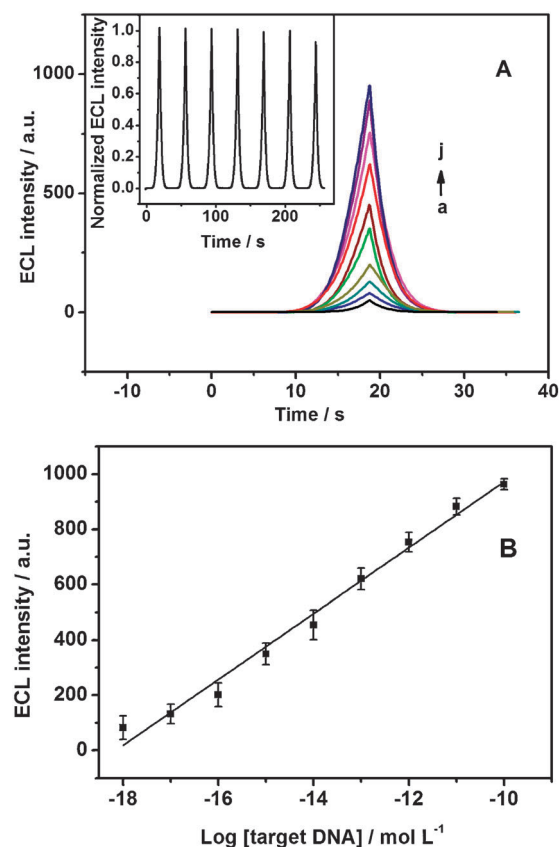 A
Normalized ECL intensity
1.0
0.8
0.6
0.4
0.2
0.0
0 100 200
Time / s
j
a
ECL intensity / a.u.
1000
500
0
-10 0 10 20 30 40
Time / s
B
ECL intensity / a.u.
1000
800
600
400
200
0
-18 -16 -14 -12 -10
Log [target DNA] / mol L⁻¹